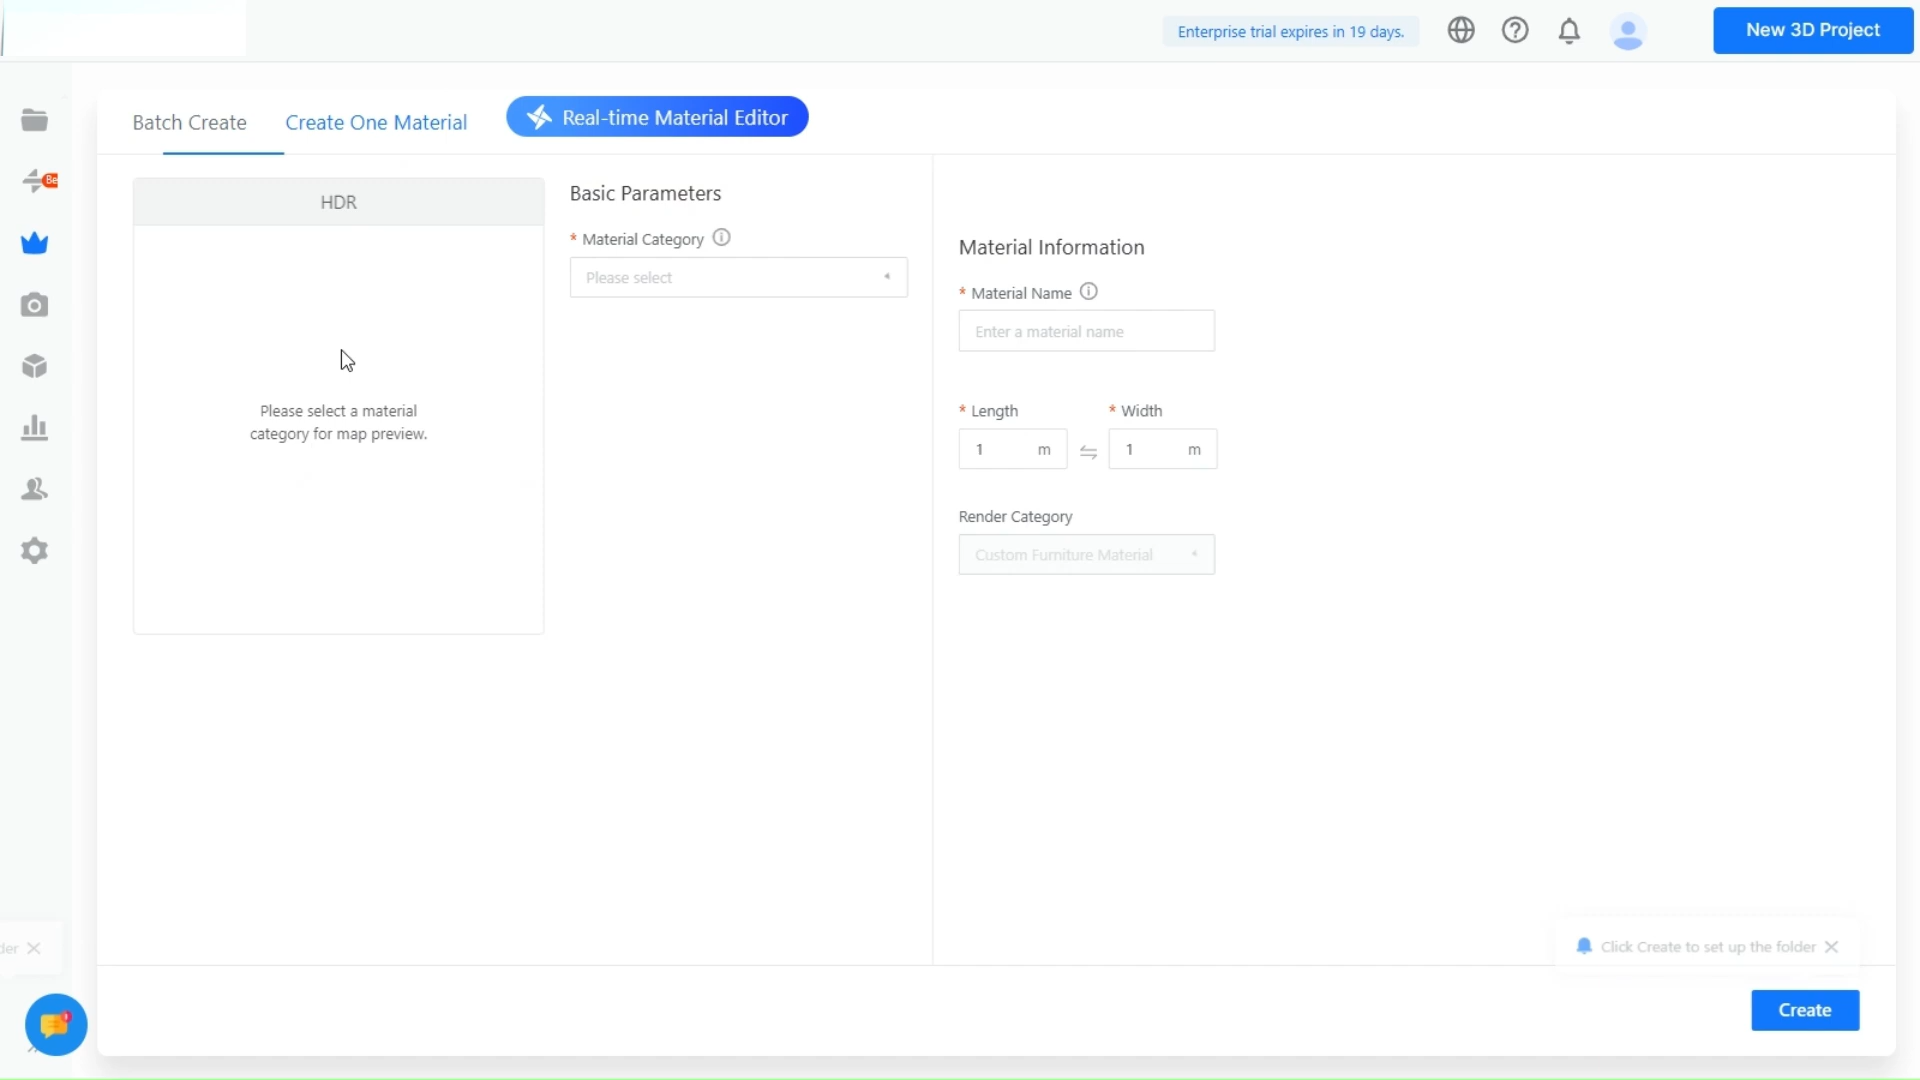 Enterprise trial expires in 19 days.
New 3D Project
Batch Create
Create One Material
Real-time Material Editor
Be
HDR
Please select a material
category for map preview.
Basic Parameters
* Material Category
Please select
Material Information
* Material Name
Enter a material name
* Length
* Width
1 m
1 m
Render Category
Custom Furniture Material
der
Click Create to set up the folder
Create